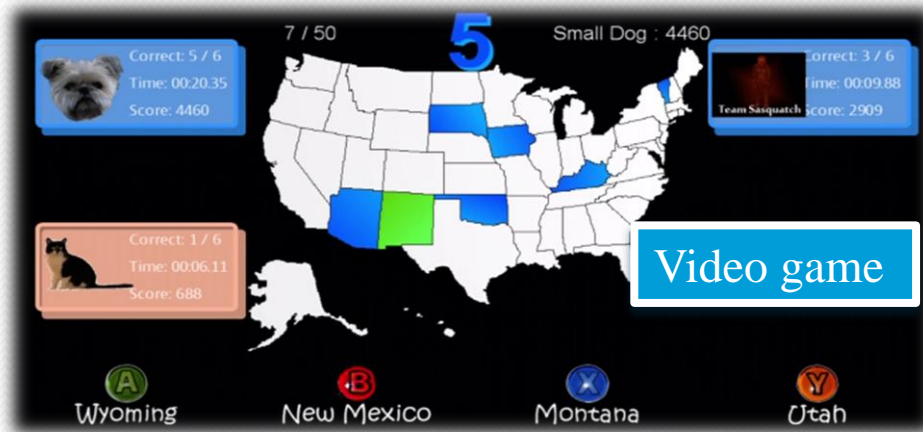 7 / 50
5
Small Dog : 4460
Correct: 5 / 6
Time: 00:20.35
Score: 4460
Correct: 3 / 6
Time: 00:09.88
Score: 2909
Team Sasquatch
Correct: 1 / 6
Time: 00:06.11
Score: 688
Video game
A
B
X
Y
Wyoming
New Mexico
Montana
Utah